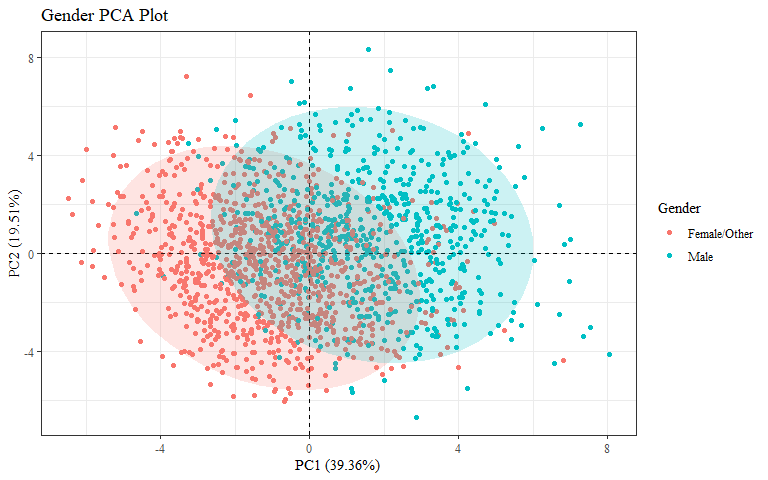 Gender PCA Plot
8
4
0
-4
PC2 (19.51%)
-4
0
4
8
PC1 (39.36%)
Gender
Female/Other
Male